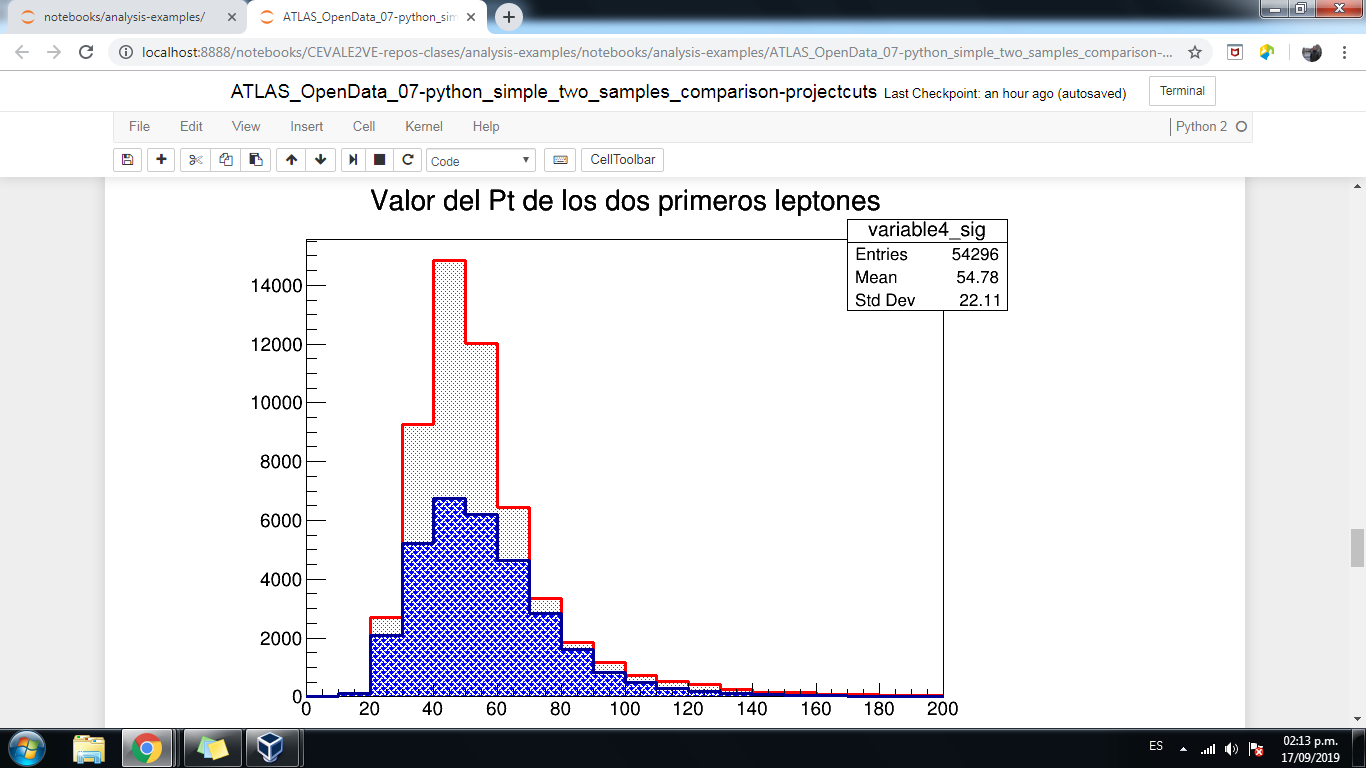 notebooks/analysis-examples/
ATLAS_OpenData_07-python_sim
localhost:8888/notebooks/CEVALE2VE-repos-clases/analysis-examples/notebooks/analysis-examples/ATLAS_OpenData_07-python_simple_two_samples_comparison-...
ATLAS_OpenData_07-python_simple_two_samples_comparison-projectcuts Last Checkpoint: an hour ago (autosaved)
Terminal
File Edit View Insert Cell Kernel Help
Python 2
Code
CellToolbar
Valor del Pt de los dos primeros leptones
variable4_sig
Entries 54296
Mean 54.78
Std Dev 22.11
14000
12000
10000
8000
6000
4000
2000
0
0 20 40 60 80 100 120 140 160 180 200
ES
02:13 p.m.
17/09/2019